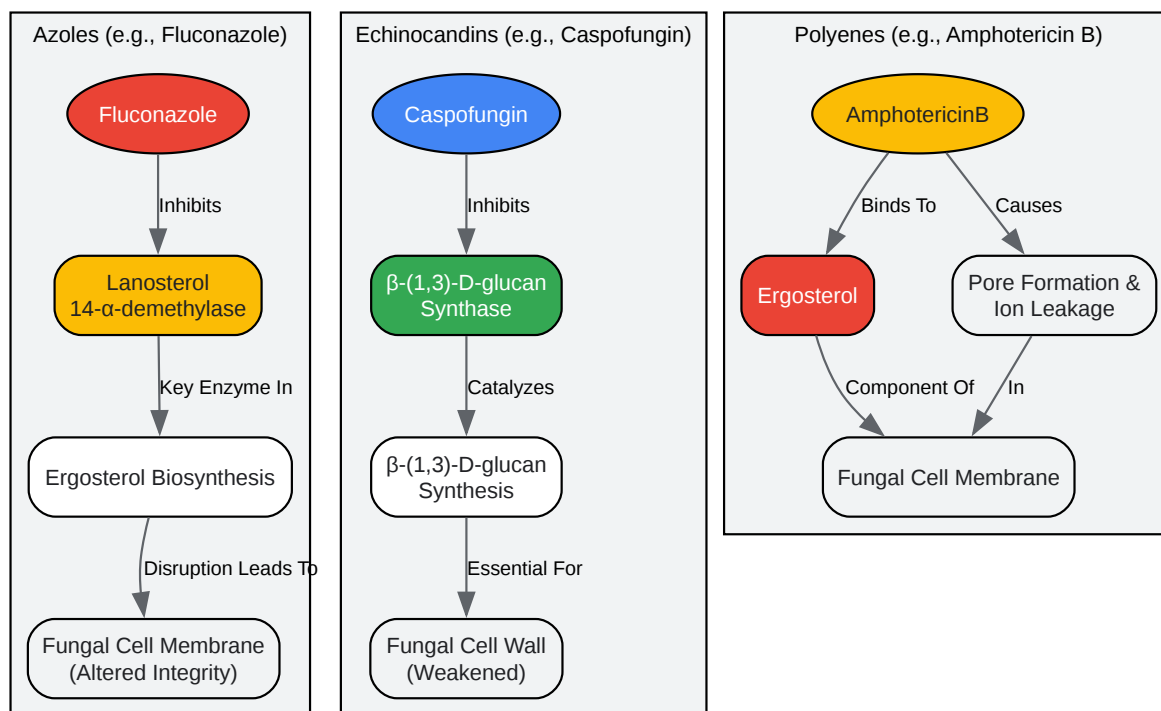 Azoles (e.g., Fluconazole)
Fluconazole
Inhibits
Lanosterol
14-α-demethylase
Key Enzyme In
Ergosterol Biosynthesis
Disruption Leads To
Fungal Cell Membrane
(Altered Integrity)
Echinocandins (e.g., Caspofungin)
Caspofungin
Inhibits
β-(1,3)-D-glucan
Synthase
Catalyzes
β-(1,3)-D-glucan
Synthesis
Essential For
Fungal Cell Wall
(Weakened)
Polyenes (e.g., Amphotericin B)
AmphotericinB
Binds To
Causes
Ergosterol
Pore Formation &
Ion Leakage
Component Of
In
Fungal Cell Membrane